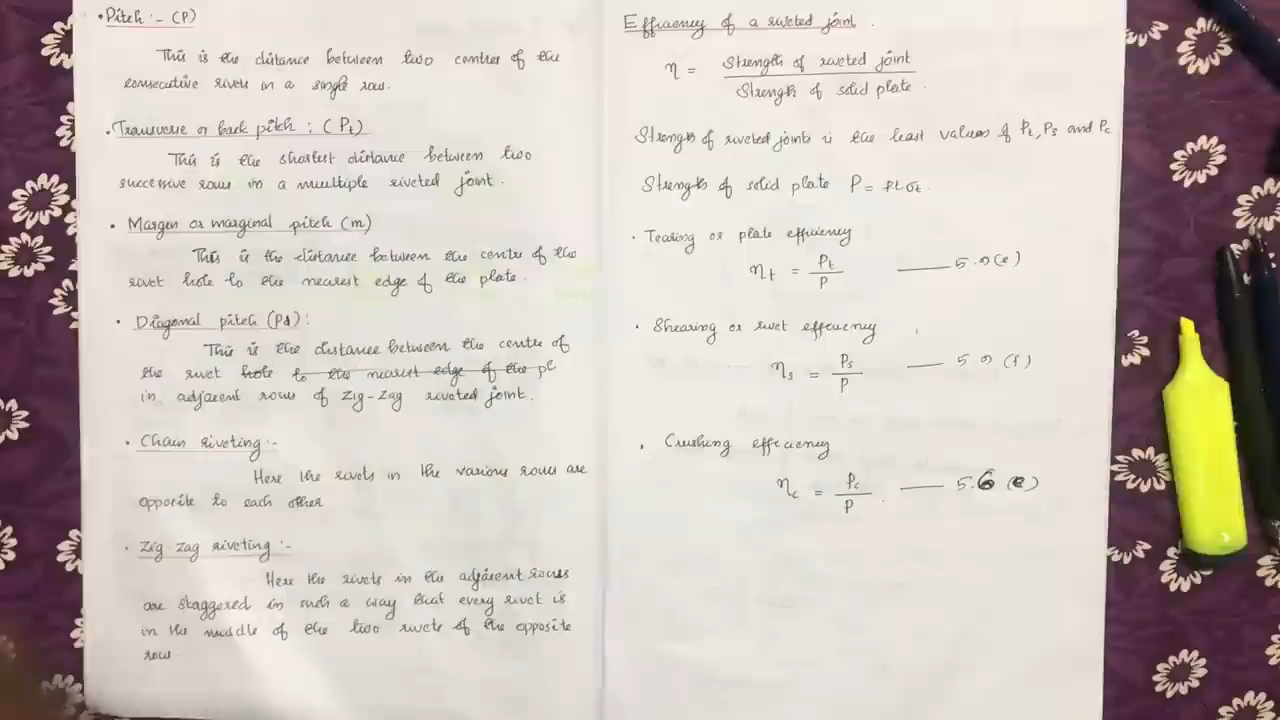 • Pitch :- (P)
This is the distance between two centres of the
consecutive rivets in a single row.
• Transverse or back pitch : (Pt)
This is the shortest distance between two
successive rows in a multiple riveted joint.
• Margin or marginal pitch (m)
This is the distance between the centre of the
rivet hole to the nearest edge of the plate.
• Diagonal pitch (Pd) :
This is the distance between the centre of
the rivet hole to the nearest edge of the pl
in adjacent rows of Zig-Zag riveted joint.
• Chain riveting :-
Here the rivets in the various rows are
opposite to each other
• Zig Zag riveting :-
Here the rivets in the adjacent rows
are staggered in such a way that every rivet is
in the middle of the two rivets of the opposite
row.
Efficiency of a riveted joint.
η = Strength of riveted joint / Strength of solid plate.
Strength of riveted joints is the least values of Pt, Ps and Pc
Strength of solid plate P = ptσt.
• Tearing or plate efficiency
ηt = Pt / P —— 5.9(e)
• Shearing or rivet efficiency
ηs = Ps / P —— 5.9(f)
• Crushing efficiency
ηc = Pc / P. —— 5.6(e)